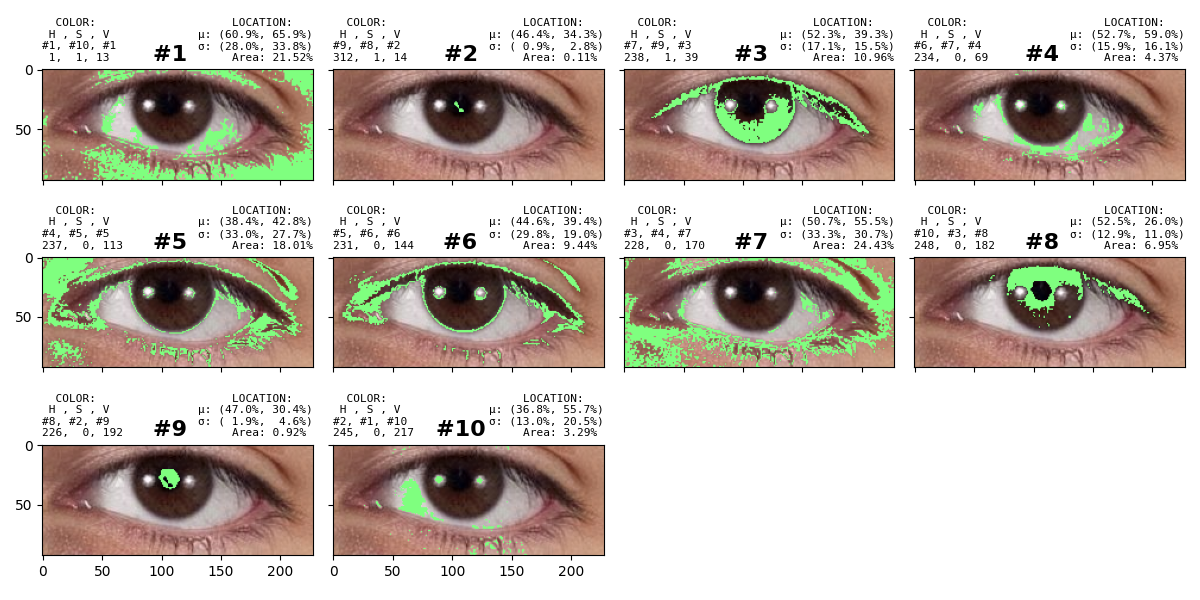 COLOR: LOCATION:
H , S , V μ: (60.9%, 65.9%)
#1, #10, #1 #1 σ: (28.0%, 33.8%)
1, 1, 13 Area: 21.52%
COLOR: LOCATION:
H , S , V μ: (46.4%, 34.3%)
#9, #8, #2 #2 σ: ( 0.9%, 2.8%)
312, 1, 14 Area: 0.11%
COLOR: LOCATION:
H , S , V μ: (52.3%, 39.3%)
#7, #9, #3 #3 σ: (17.1%, 15.5%)
238, 1, 39 Area: 10.96%
COLOR: LOCATION:
H , S , V μ: (52.7%, 59.0%)
#6, #7, #4 #4 σ: (15.9%, 16.1%)
234, 0, 69 Area: 4.37%
0
50
COLOR: LOCATION:
H , S , V μ: (38.4%, 42.8%)
#4, #5, #5 #5 σ: (33.0%, 27.7%)
237, 0, 113 Area: 18.01%
COLOR: LOCATION:
H , S , V μ: (44.6%, 39.4%)
#5, #6, #6 #6 σ: (29.8%, 19.0%)
231, 0, 144 Area: 9.44%
COLOR: LOCATION:
H , S , V μ: (50.7%, 55.5%)
#3, #4, #7 #7 σ: (33.3%, 30.7%)
228, 0, 170 Area: 24.43%
COLOR: LOCATION:
H , S , V μ: (52.5%, 26.0%)
#10, #3, #8 #8 σ: (12.9%, 11.0%)
248, 0, 182 Area: 6.95%
0
50
COLOR: LOCATION:
H , S , V μ: (47.0%, 30.4%)
#8, #2, #9 #9 σ: ( 1.9%, 4.6%)
226, 0, 192 Area: 0.92%
COLOR: LOCATION:
H , S , V μ: (36.8%, 55.7%)
#2, #1, #10 #10 σ: (13.0%, 20.5%)
245, 0, 217 Area: 3.29%
0
50
0 50 100 150 200
0 50 100 150 200